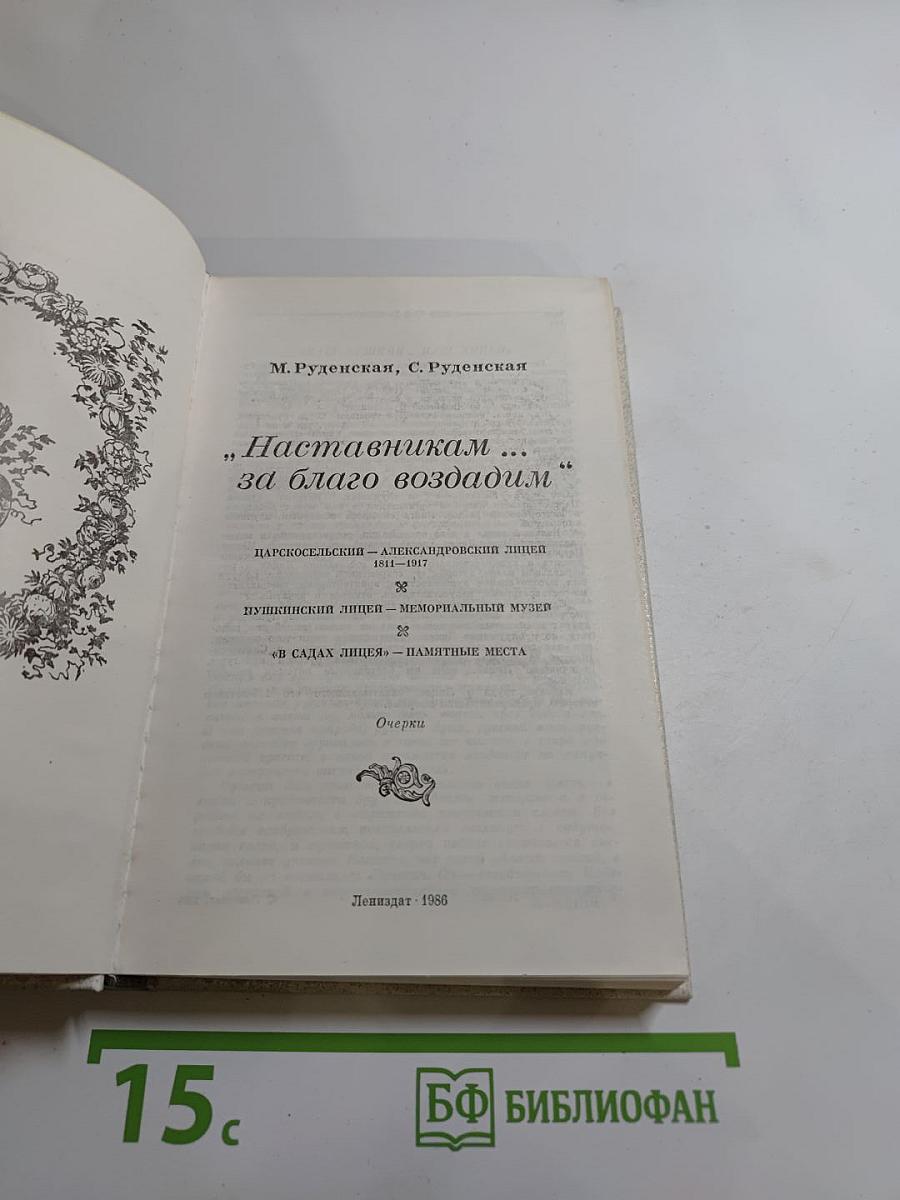 М. Руденская, С. Руденская
„Наставникам ...
за благо воздадим“
ЦАРСКОСЕЛЬСКИЙ — АЛЕКСАНДРОВСКИЙ ЛИЦЕЙ
1811—1917
ПУШКИНСКИЙ ЛИЦЕЙ — МЕМОРИАЛЬНЫЙ МУЗЕЙ
«В САДАХ ЛИЦЕЯ» — ПАМЯТНЫЕ МЕСТА
Очерки
Лениздат · 1986
15 с
БФ БИБЛИОФАН